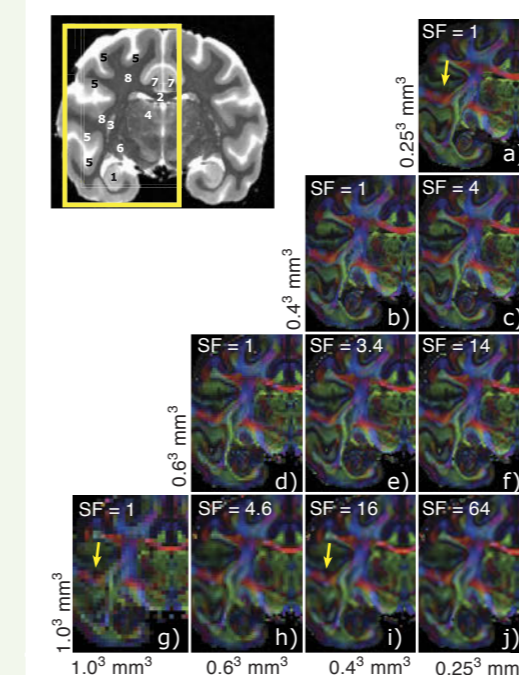 SF = 1
a)
0.25³ mm³
5 5
8 7 7
5 2
8 3 4
5 6
5 1
SF = 1
SF = 4
b)
c)
0.4³ mm³
SF = 1
SF = 3.4
SF = 14
d)
e)
f)
0.6³ mm³
SF = 1
SF = 4.6
SF = 16
SF = 64
g)
h)
i)
j)
1.0³ mm³
1.0³ mm³
0.6³ mm³
0.4³ mm³
0.25³ mm